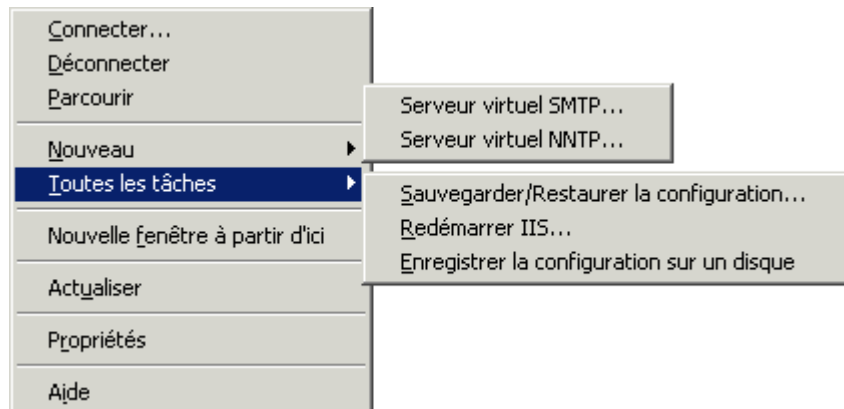 Connecter...
Déconnecter
Parcourir
Nouveau
Toutes les tâches
Nouvelle fenêtre à partir d'ici
Actualiser
Propriétés
Aide
Serveur virtuel SMTP...
Serveur virtuel NNTP...
Sauvegarder/Restaurer la configuration...
Redémarrer IIS...
Enregistrer la configuration sur un disque